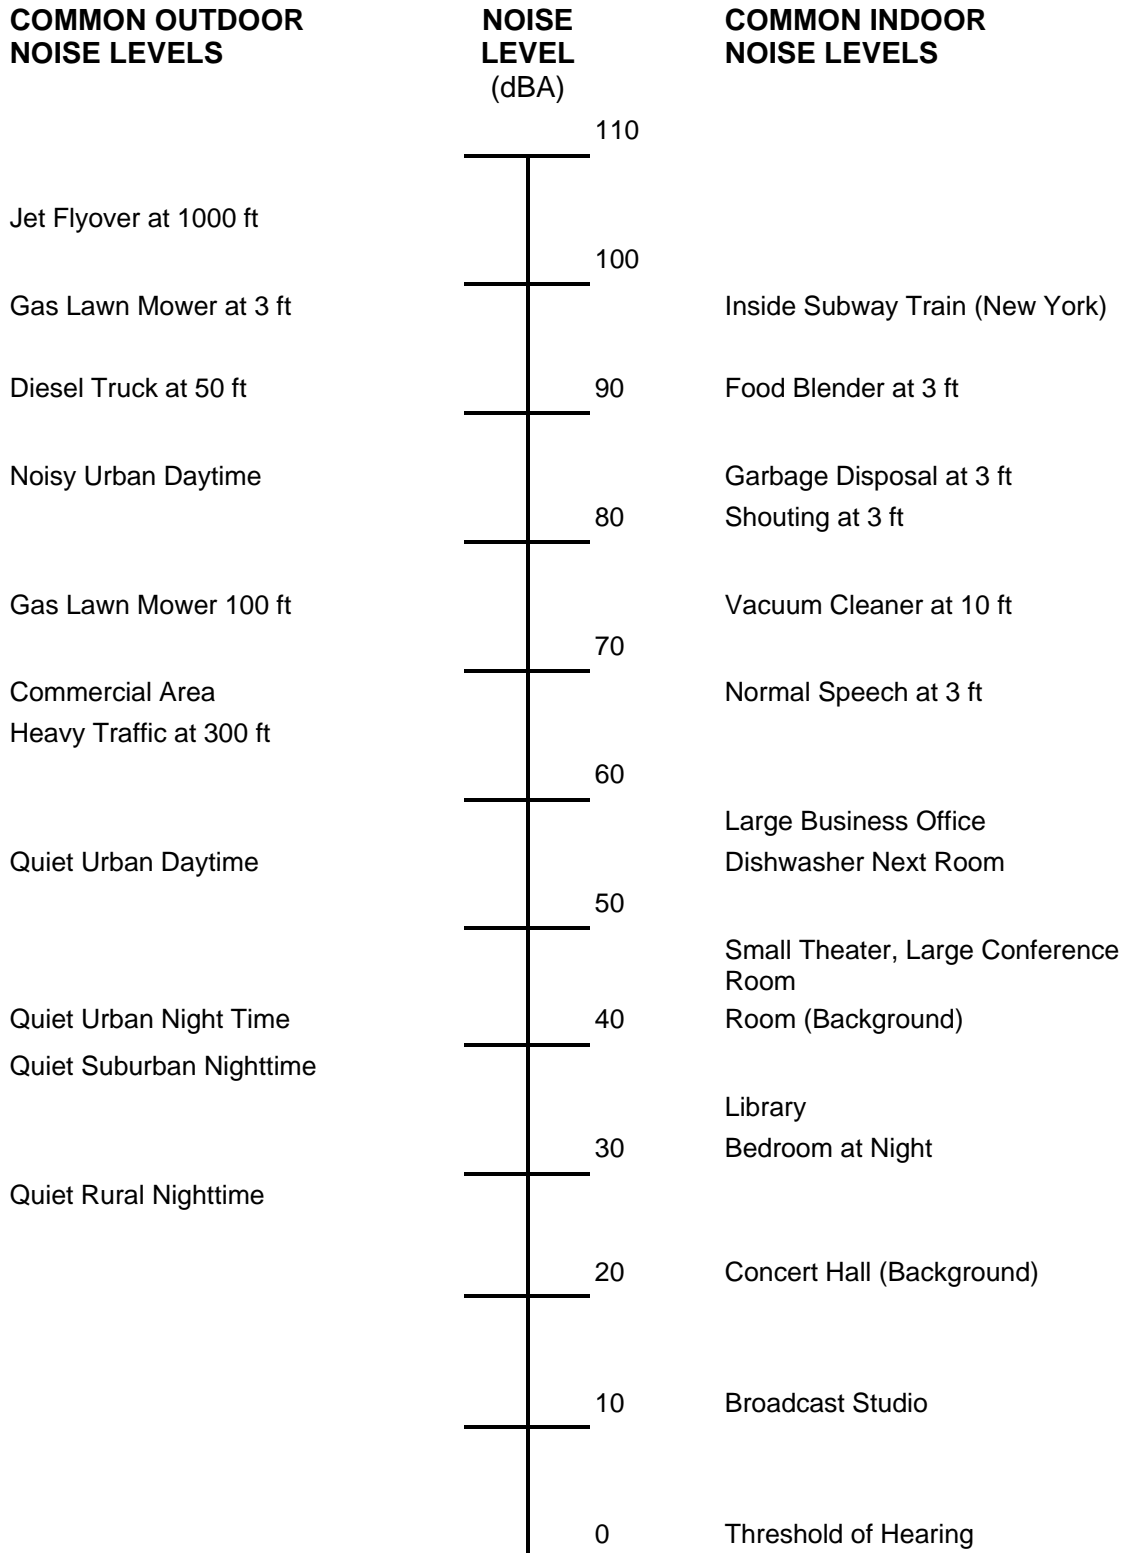 COMMON OUTDOOR NOISE COMMON INDOOR
NOISE LEVELS LEVEL NOISE LEVELS
(dBA)
110
Jet Flyover at 1000 ft
100
Gas Lawn Mower at 3 ft Inside Subway Train (New York)
Diesel Truck at 50 ft 90 Food Blender at 3 ft
Noisy Urban Daytime Garbage Disposal at 3 ft
80 Shouting at 3 ft
Gas Lawn Mower 100 ft Vacuum Cleaner at 10 ft
70
Commercial Area Normal Speech at 3 ft
Heavy Traffic at 300 ft
60
Large Business Office
Quiet Urban Daytime Dishwasher Next Room
50
Small Theater, Large Conference
Room
Quiet Urban Night Time 40 Room (Background)
Quiet Suburban Nighttime
Library
30 Bedroom at Night
Quiet Rural Nighttime
20 Concert Hall (Background)
10 Broadcast Studio
0 Threshold of Hearing